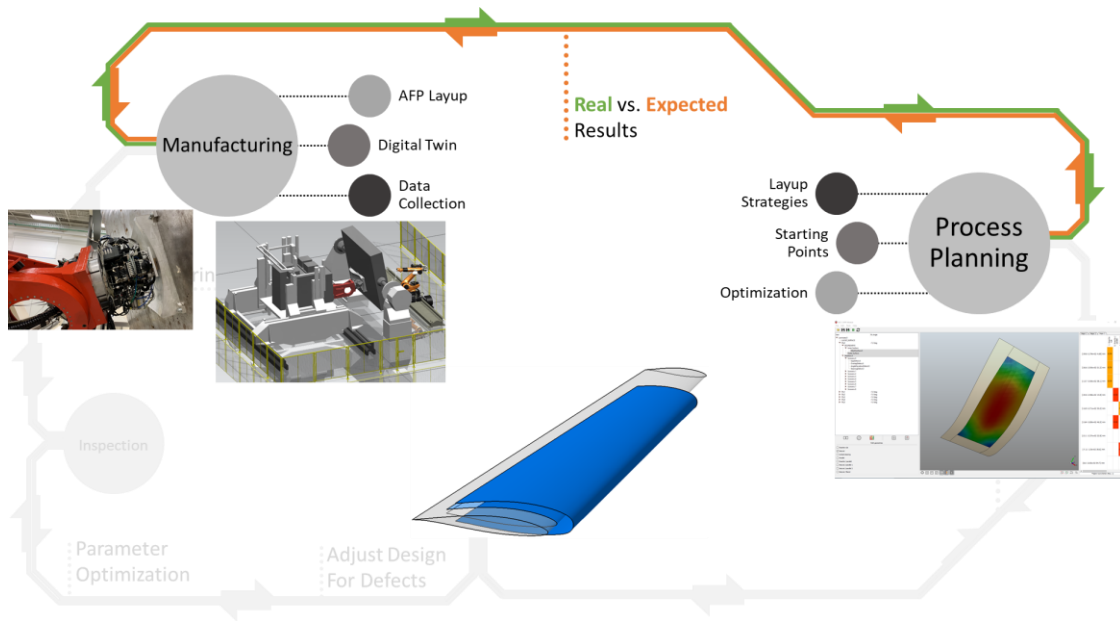 AFP Layup
Manufacturing
Digital Twin
Data
Collection
Real vs. Expected
Results
Layup
Strategies
Starting
Points
Optimization
Process
Planning
Inspection
Parameter
Optimization
Adjust Design
For Defects